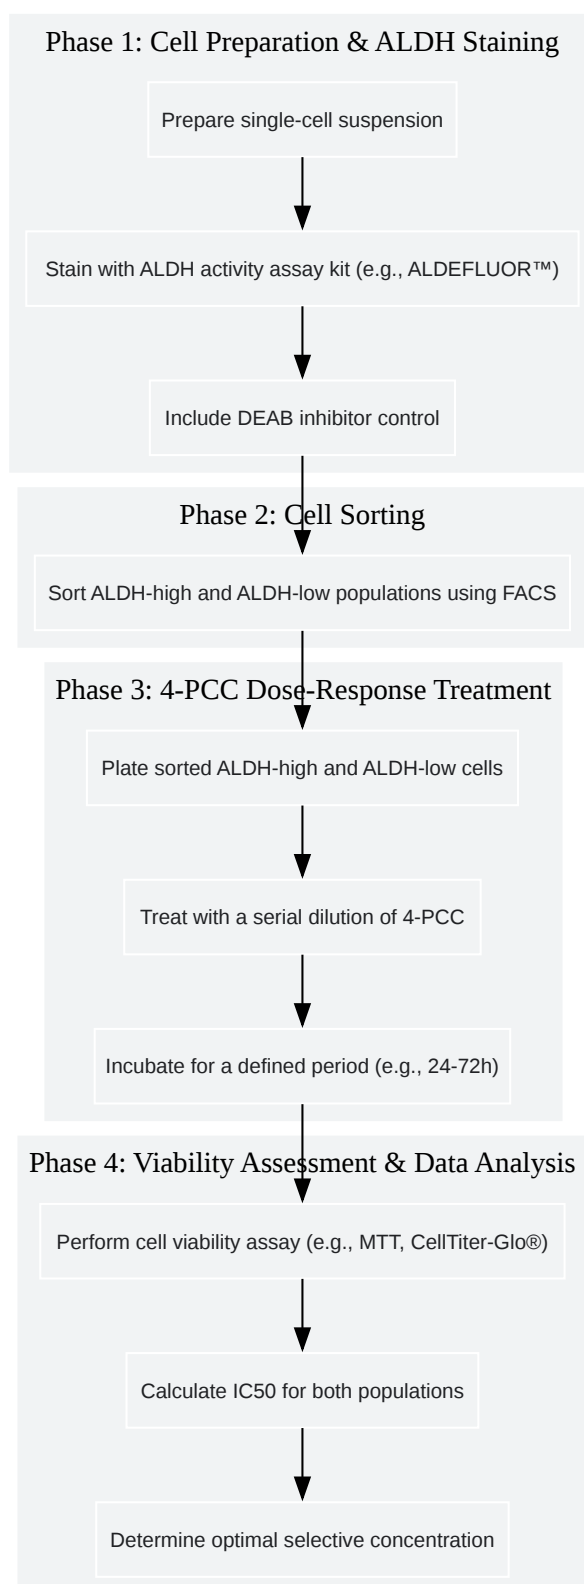 Phase 1: Cell Preparation & ALDH Staining
Prepare single-cell suspension
Stain with ALDH activity assay kit (e.g., ALDEFLUOR™)
Include DEAB inhibitor control
Phase 2: Cell Sorting
Sort ALDH-high and ALDH-low populations using FACS
Phase 3: 4-PCC Dose-Response Treatment
Plate sorted ALDH-high and ALDH-low cells
Treat with a serial dilution of 4-PCC
Incubate for a defined period (e.g., 24-72h)
Phase 4: Viability Assessment & Data Analysis
Perform cell viability assay (e.g., MTT, CellTiter-Glo®)
Calculate IC50 for both populations
Determine optimal selective concentration